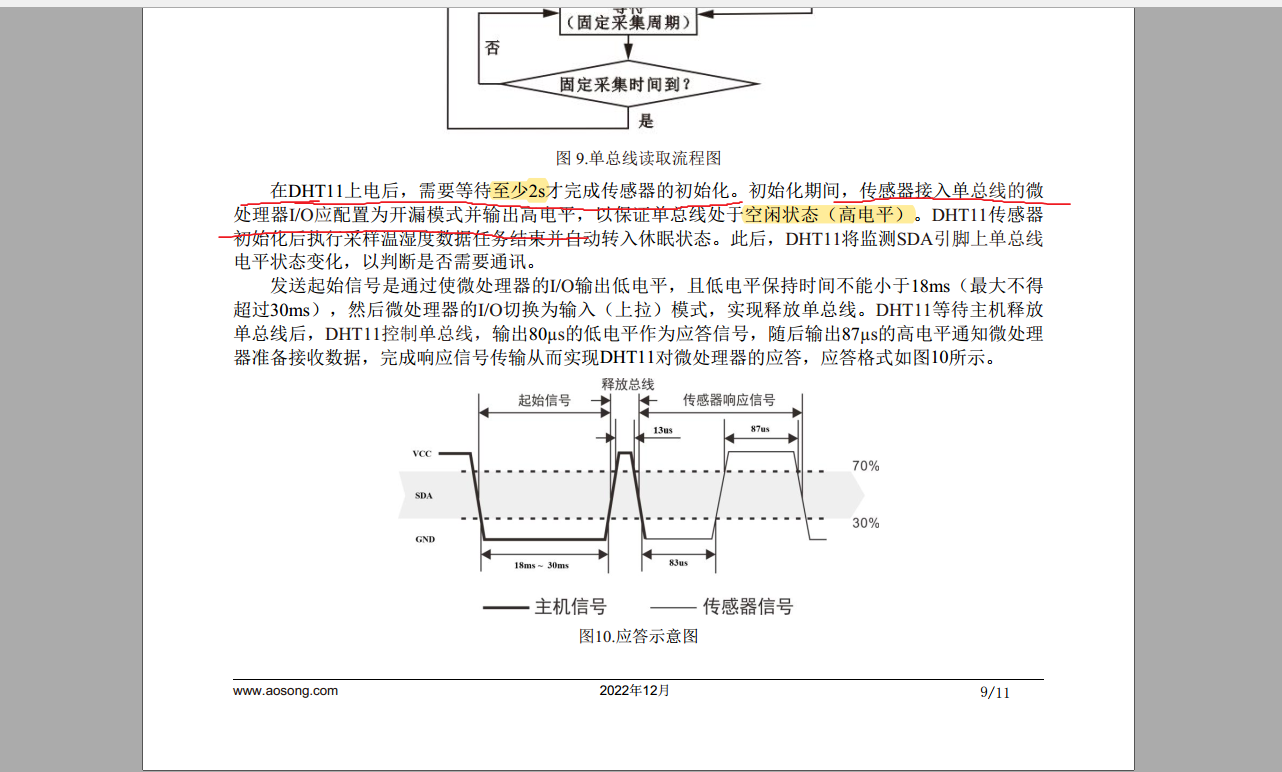 （固定采集周期）
否
固定采集时间到？
是
图 9.单总线读取流程图
在DHT11上电后，需要等待至少2s才完成传感器的初始化。初始化期间，传感器接入单总线的微
处理器I/O应配置为开漏模式并输出高电平，以保证单总线处于空闲状态（高电平）。DHT11传感器
初始化后执行采样温湿度数据任务结束并自动转入休眠状态。此后，DHT11将监测SDA引脚上单总线
电平状态变化，以判断是否需要通讯。
发送起始信号是通过使微处理器的I/O输出低电平，且低电平保持时间不能小于18ms（最大不得
超过30ms），然后微处理器的I/O切换为输入（上拉）模式，实现释放单总线。DHT11等待主机释放
单总线后，DHT11控制单总线，输出80μs的低电平作为应答信号，随后输出87μs的高电平通知微处理
器准备接收数据，完成响应信号传输从而实现DHT11对微处理器的应答，应答格式如图10所示。
释放总线
起始信号
传感器响应信号
13us
87us
VCC
70%
SDA
30%
GND
18ms ~ 30ms
83us
主机信号
传感器信号
图10.应答示意图
www.aosong.com
2022年12月
9/11